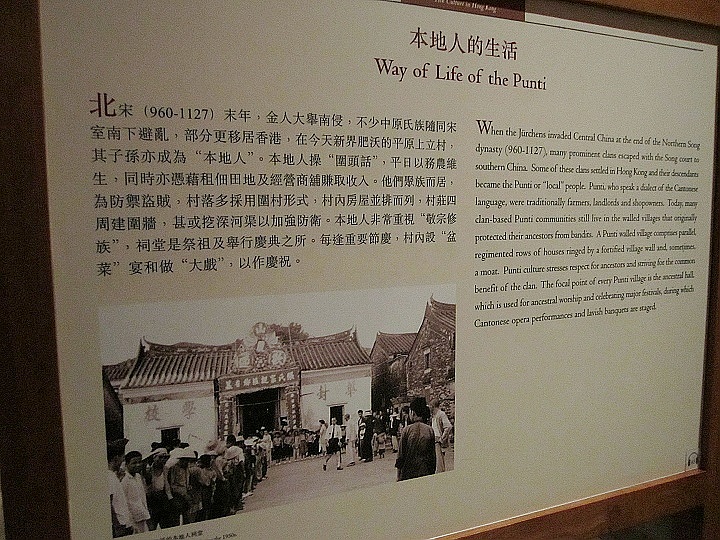 The Culture in Hong Kong
本地人的生活
Way of Life of the Punti
北宋（960-1127）末年，金人大舉南侵，不少中原氏族隨同宋
室南下避亂，部分更移居香港，在今天新界肥沃的平原上立村，
其子孫亦成為“本地人”。本地人操“圍頭話”，平日以務農維
生，同時亦憑藉租佃田地及經營商舖賺取收入。他們聚族而居，
為防禦盜賊，村落多採用圍村形式，村內房屋並排而列，村莊四
周建圍牆，甚或挖深河渠以加強防衛。本地人非常重視“敬宗修
族”，祠堂是祭祖及舉行慶典之所。每逢重要節慶，村內設“盆
菜”宴和做“大戲”，以作慶祝。
When the Jürchens invaded Central China at the end of the Northern Song
dynasty (960-1127), many prominent clans escaped with the Song court to
southern China. Some of these clans settled in Hong Kong and their descendants
became the Punti or "local" people. Punti, who speak a dialect of the Cantonese
language, were traditionally farmers, landlords and shopowners. Today, many
clan-based Punti communities still live in the walled villages that originally
protected their ancestors from bandits. A Punti walled village comprises parallel,
regimented rows of houses ringed by a fortified village wall and, sometimes,
a moat. Punti culture stresses respect for ancestors and striving for the common
benefit of the clan. The focal point of every Punti village is the ancestral hall,
which is used for ancestral worship and celebrating major festivals, during which
Cantonese opera performances and lavish banquets are staged.
校 學